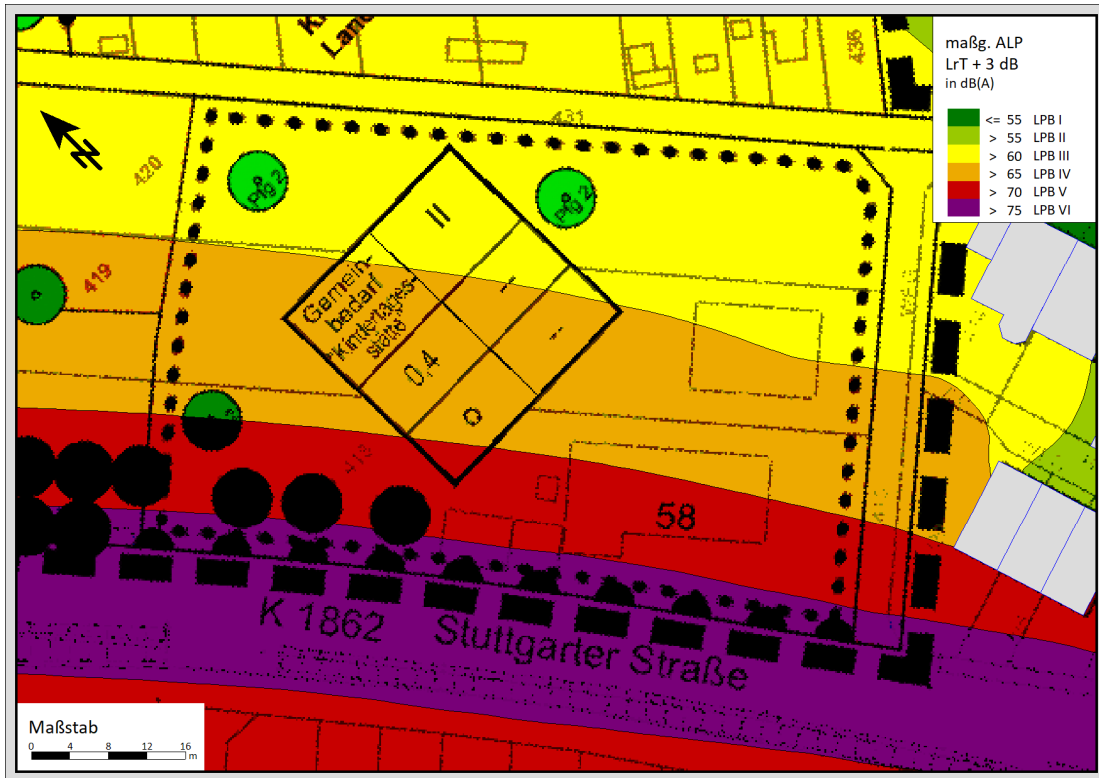 maßg. ALP
LrT + 3 dB
in dB(A)
<= 55 LPB I
> 55 LPB II
> 60 LPB III
> 65 LPB IV
> 70 LPB V
> 75 LPB VI
436
431
420
419
Pfg 2
Pfg 2
II
Gemein-
bedarf
"Kindertages-
stätte"
--
--
0,4
o
418
58
K 1862 Stuttgarter Straße
Maßstab
0 4 8 12 16
m